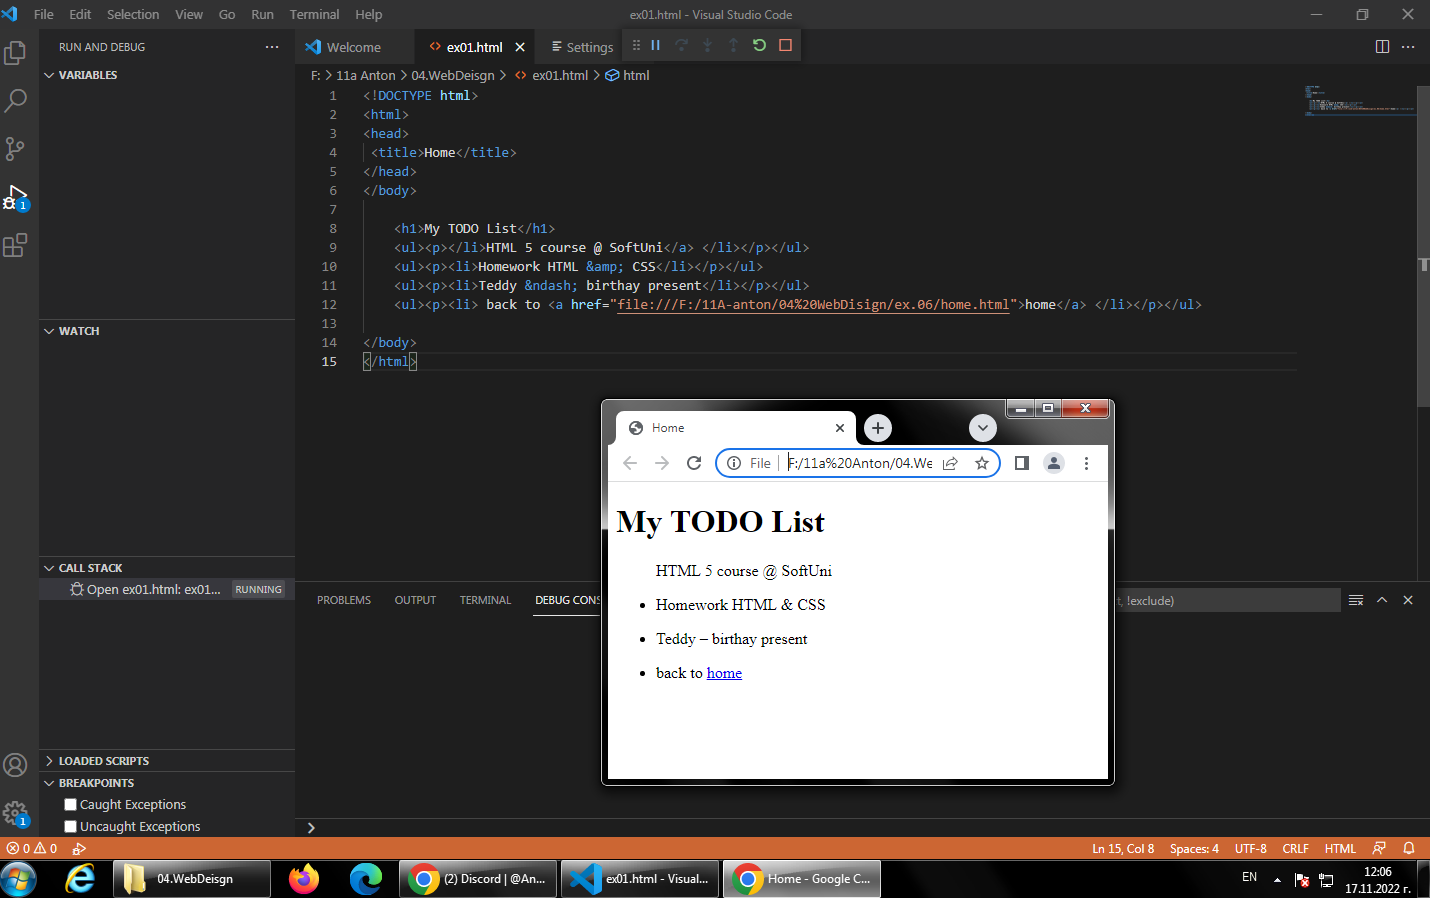 File Edit Selection View Go Run Terminal Help ex01.html - Visual Studio Code
RUN AND DEBUG
Welcome ex01.html Settings
F: > 11a Anton > 04.WebDeisgn > ex01.html > html
VARIABLES
1 <!DOCTYPE html>
2 <html>
3 <head>
4 <title>Home</title>
5 </head>
6 </body>
7
8 <h1>My TODO List</h1>
9 <ul><p></li>HTML 5 course @ SoftUni</a> </li></p></ul>
10 <ul><p><li>Homework HTML &amp; CSS</li></p></ul>
11 <ul><p><li>Teddy &ndash; birthay present</li></p></ul>
12 <ul><p><li> back to <a href="file:///F:/11A-anton/04%20WebDisign/ex.06/home.html">home</a> </li></p></ul>
13
14 </body>
15 </html>
WATCH
CALL STACK
Open ex01.html: ex01... RUNNING
PROBLEMS OUTPUT TERMINAL DEBUG CONS
t, !exclude)
Home
File F:/11a%20Anton/04.We
My TODO List
HTML 5 course @ SoftUni
• Homework HTML & CSS
• Teddy – birthay present
• back to home
LOADED SCRIPTS
BREAKPOINTS
Caught Exceptions
Uncaught Exceptions
1
1
0 0 Ln 15, Col 8 Spaces: 4 UTF-8 CRLF HTML
04.WebDeisgn (2) Discord | @An... ex01.html - Visual... Home - Google C... EN 12:06
17.11.2022 г.